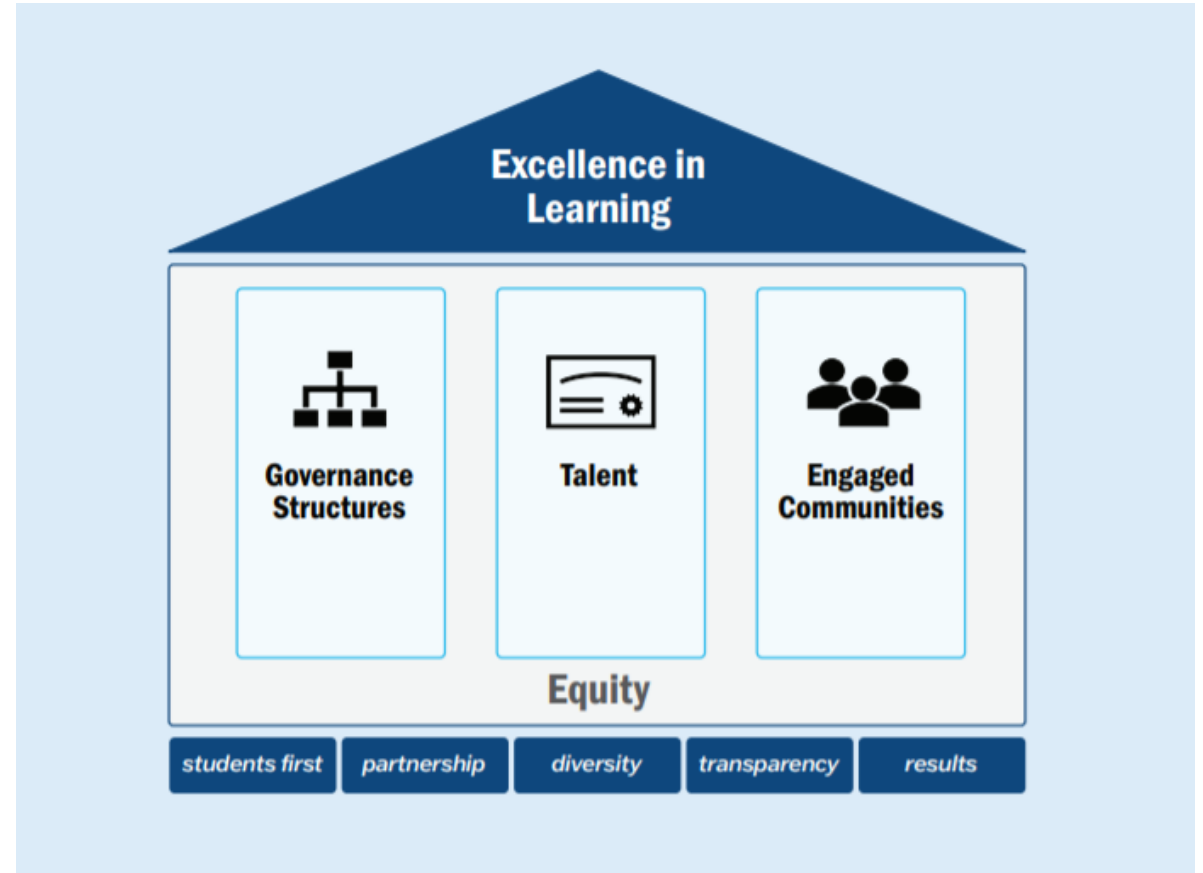 Excellence in
Learning
Governance
Structures
Talent
Engaged
Communities
Equity
students first
partnership
diversity
transparency
results